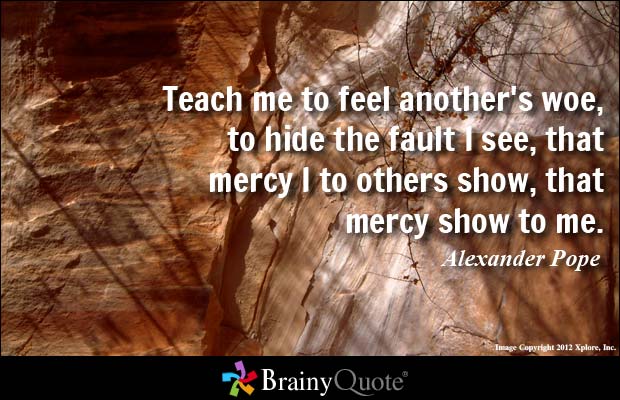 Teach me to feel another's woe,
to hide the fault I see, that
mercy I to others show, that
mercy show to me.
Alexander Pope
Image Copyright 2012 Xplore, Inc.
BrainyQuote®